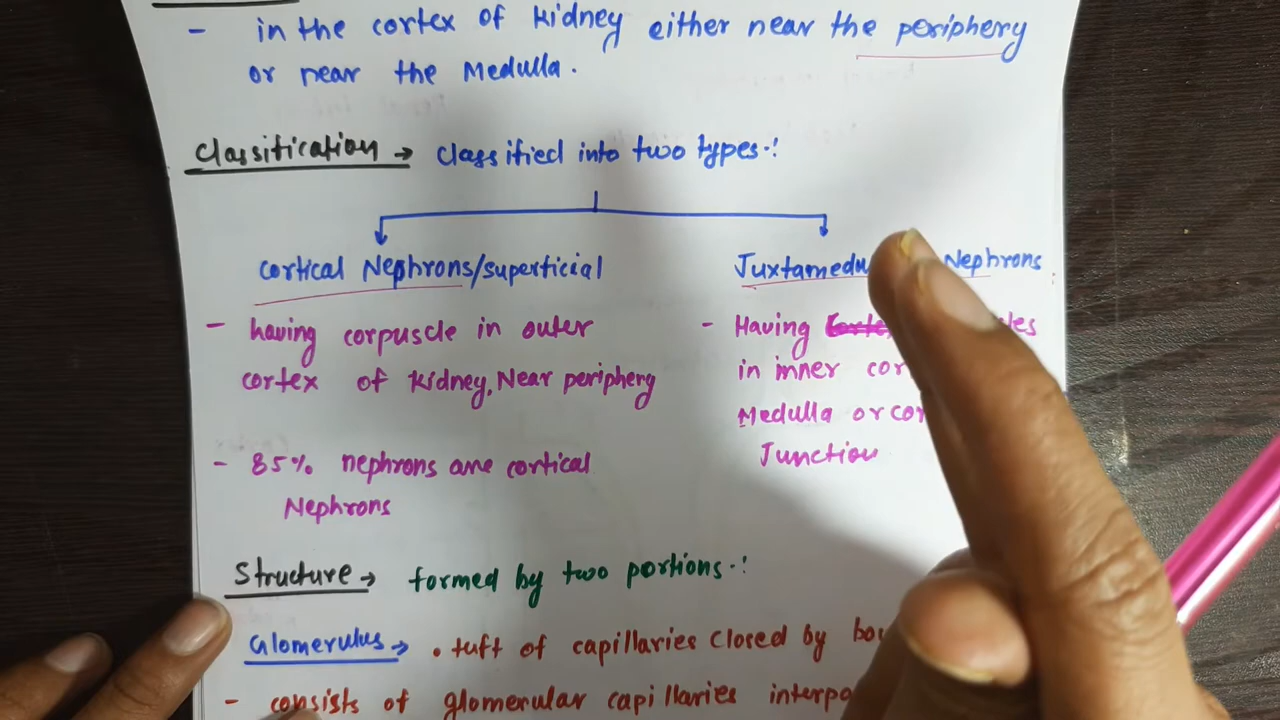 - in the cortex of kidney either near the periphery
or near the Medulla.
Classification → classified into two types:
cortical Nephrons/superficial
- having corpuscle in outer
cortex of kidney, Near periphery
- 85% nephrons are cortical
Nephrons
Nephrons
- Having
in inner
Medulla or
Junction
Structure → formed by two portions:
Glomerulus → . tuft of capillaries closed by
- consists of glomerular capillaries